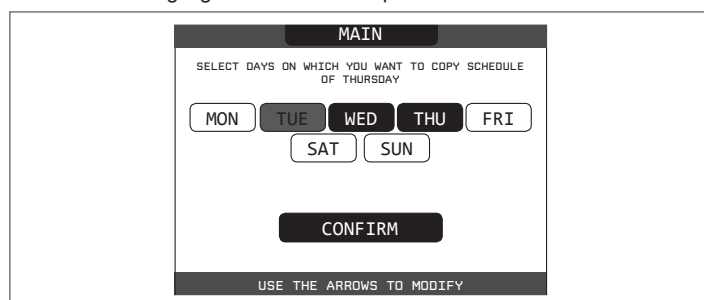 MAIN
SELECT DAYS ON WHICH YOU WANT TO COPY SCHEDULE
OF THURSDAY
MON TUE WED THU FRI
SAT SUN
CONFIRM
USE THE ARROWS TO MODIFY